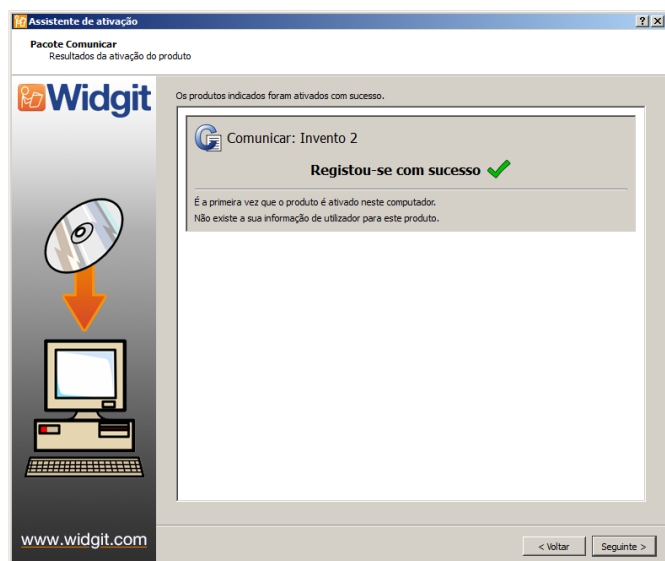 Assistente de ativação
Pacote Comunicar
Resultados da ativação do produto
Widgit
Os produtos indicados foram ativados com sucesso.
Comunicar: Invento 2
Registou-se com sucesso
É a primeira vez que o produto é ativado neste computador.
Não existe a sua informação de utilizador para este produto.
www.widgit.com
< Voltar
Seguinte >